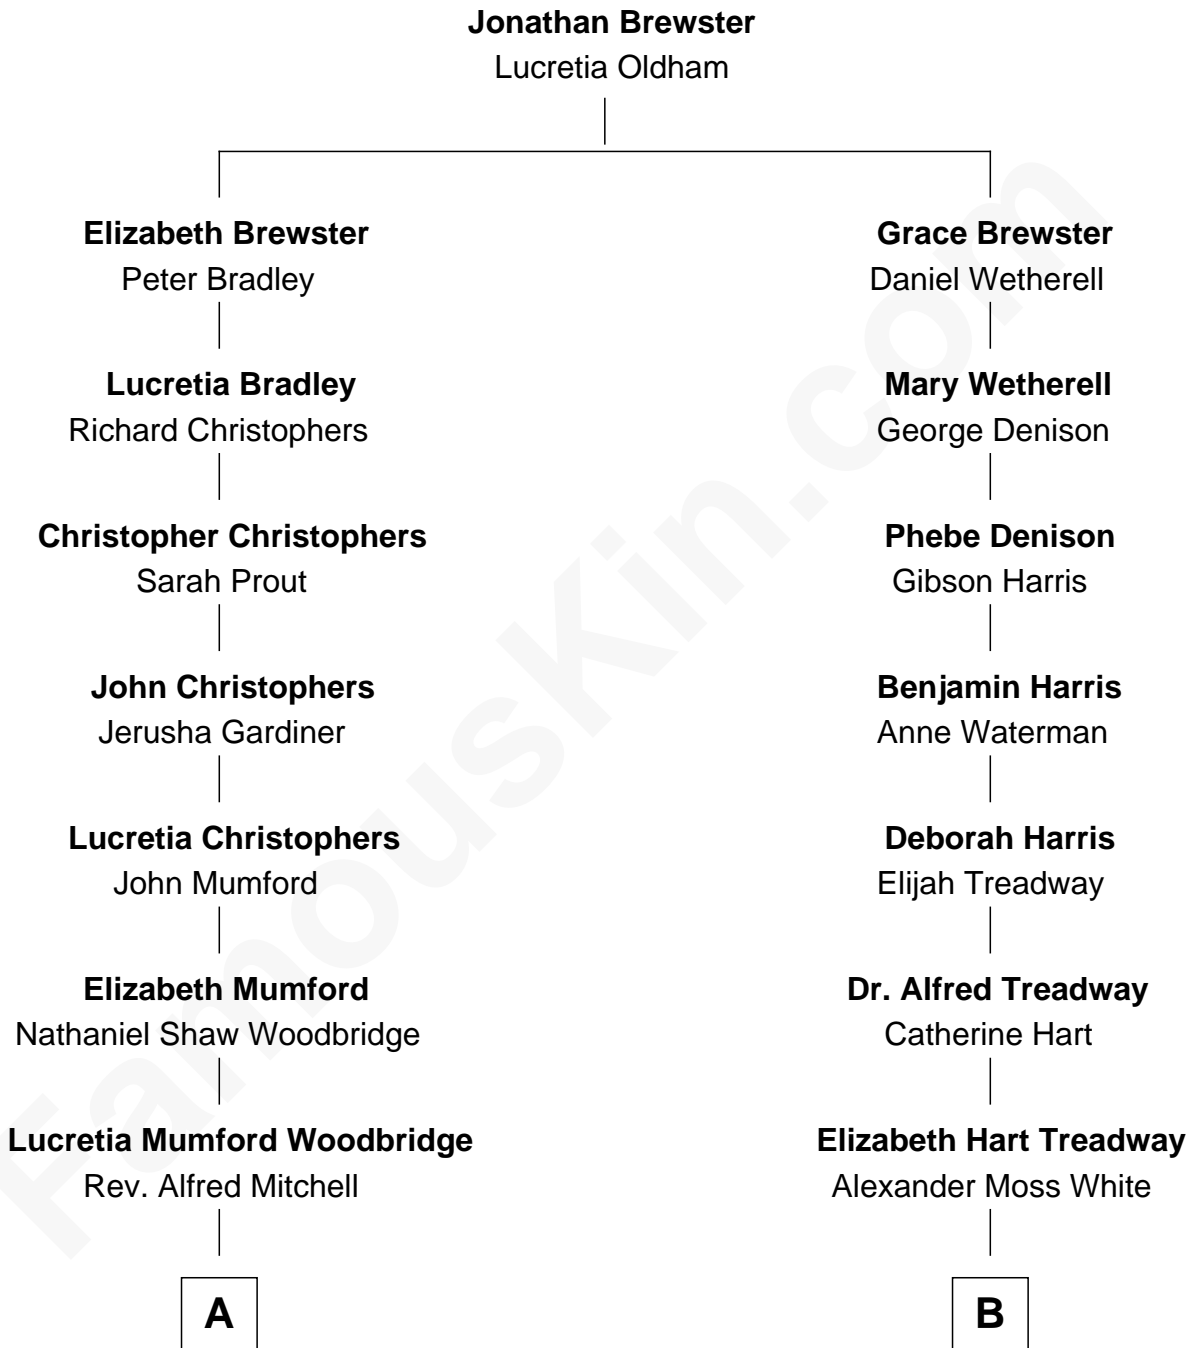 Jonathan Brewster
Lucretia Oldham
Elizabeth Brewster
Peter Bradley
Grace Brewster
Daniel Wetherell
Lucretia Bradley
Richard Christophers
Mary Wetherell
George Denison
Christopher Christophers
Sarah Prout
Phebe Denison
Gibson Harris
John Christophers
Jerusha Gardiner
Benjamin Harris
Anne Waterman
Lucretia Christophers
John Mumford
Deborah Harris
Elijah Treadway
Elizabeth Mumford
Nathaniel Shaw Woodbridge
Dr. Alfred Treadway
Catherine Hart
Lucretia Mumford Woodbridge
Rev. Alfred Mitchell
Elizabeth Hart Treadway
Alexander Moss White
A
B
FamousKin.com